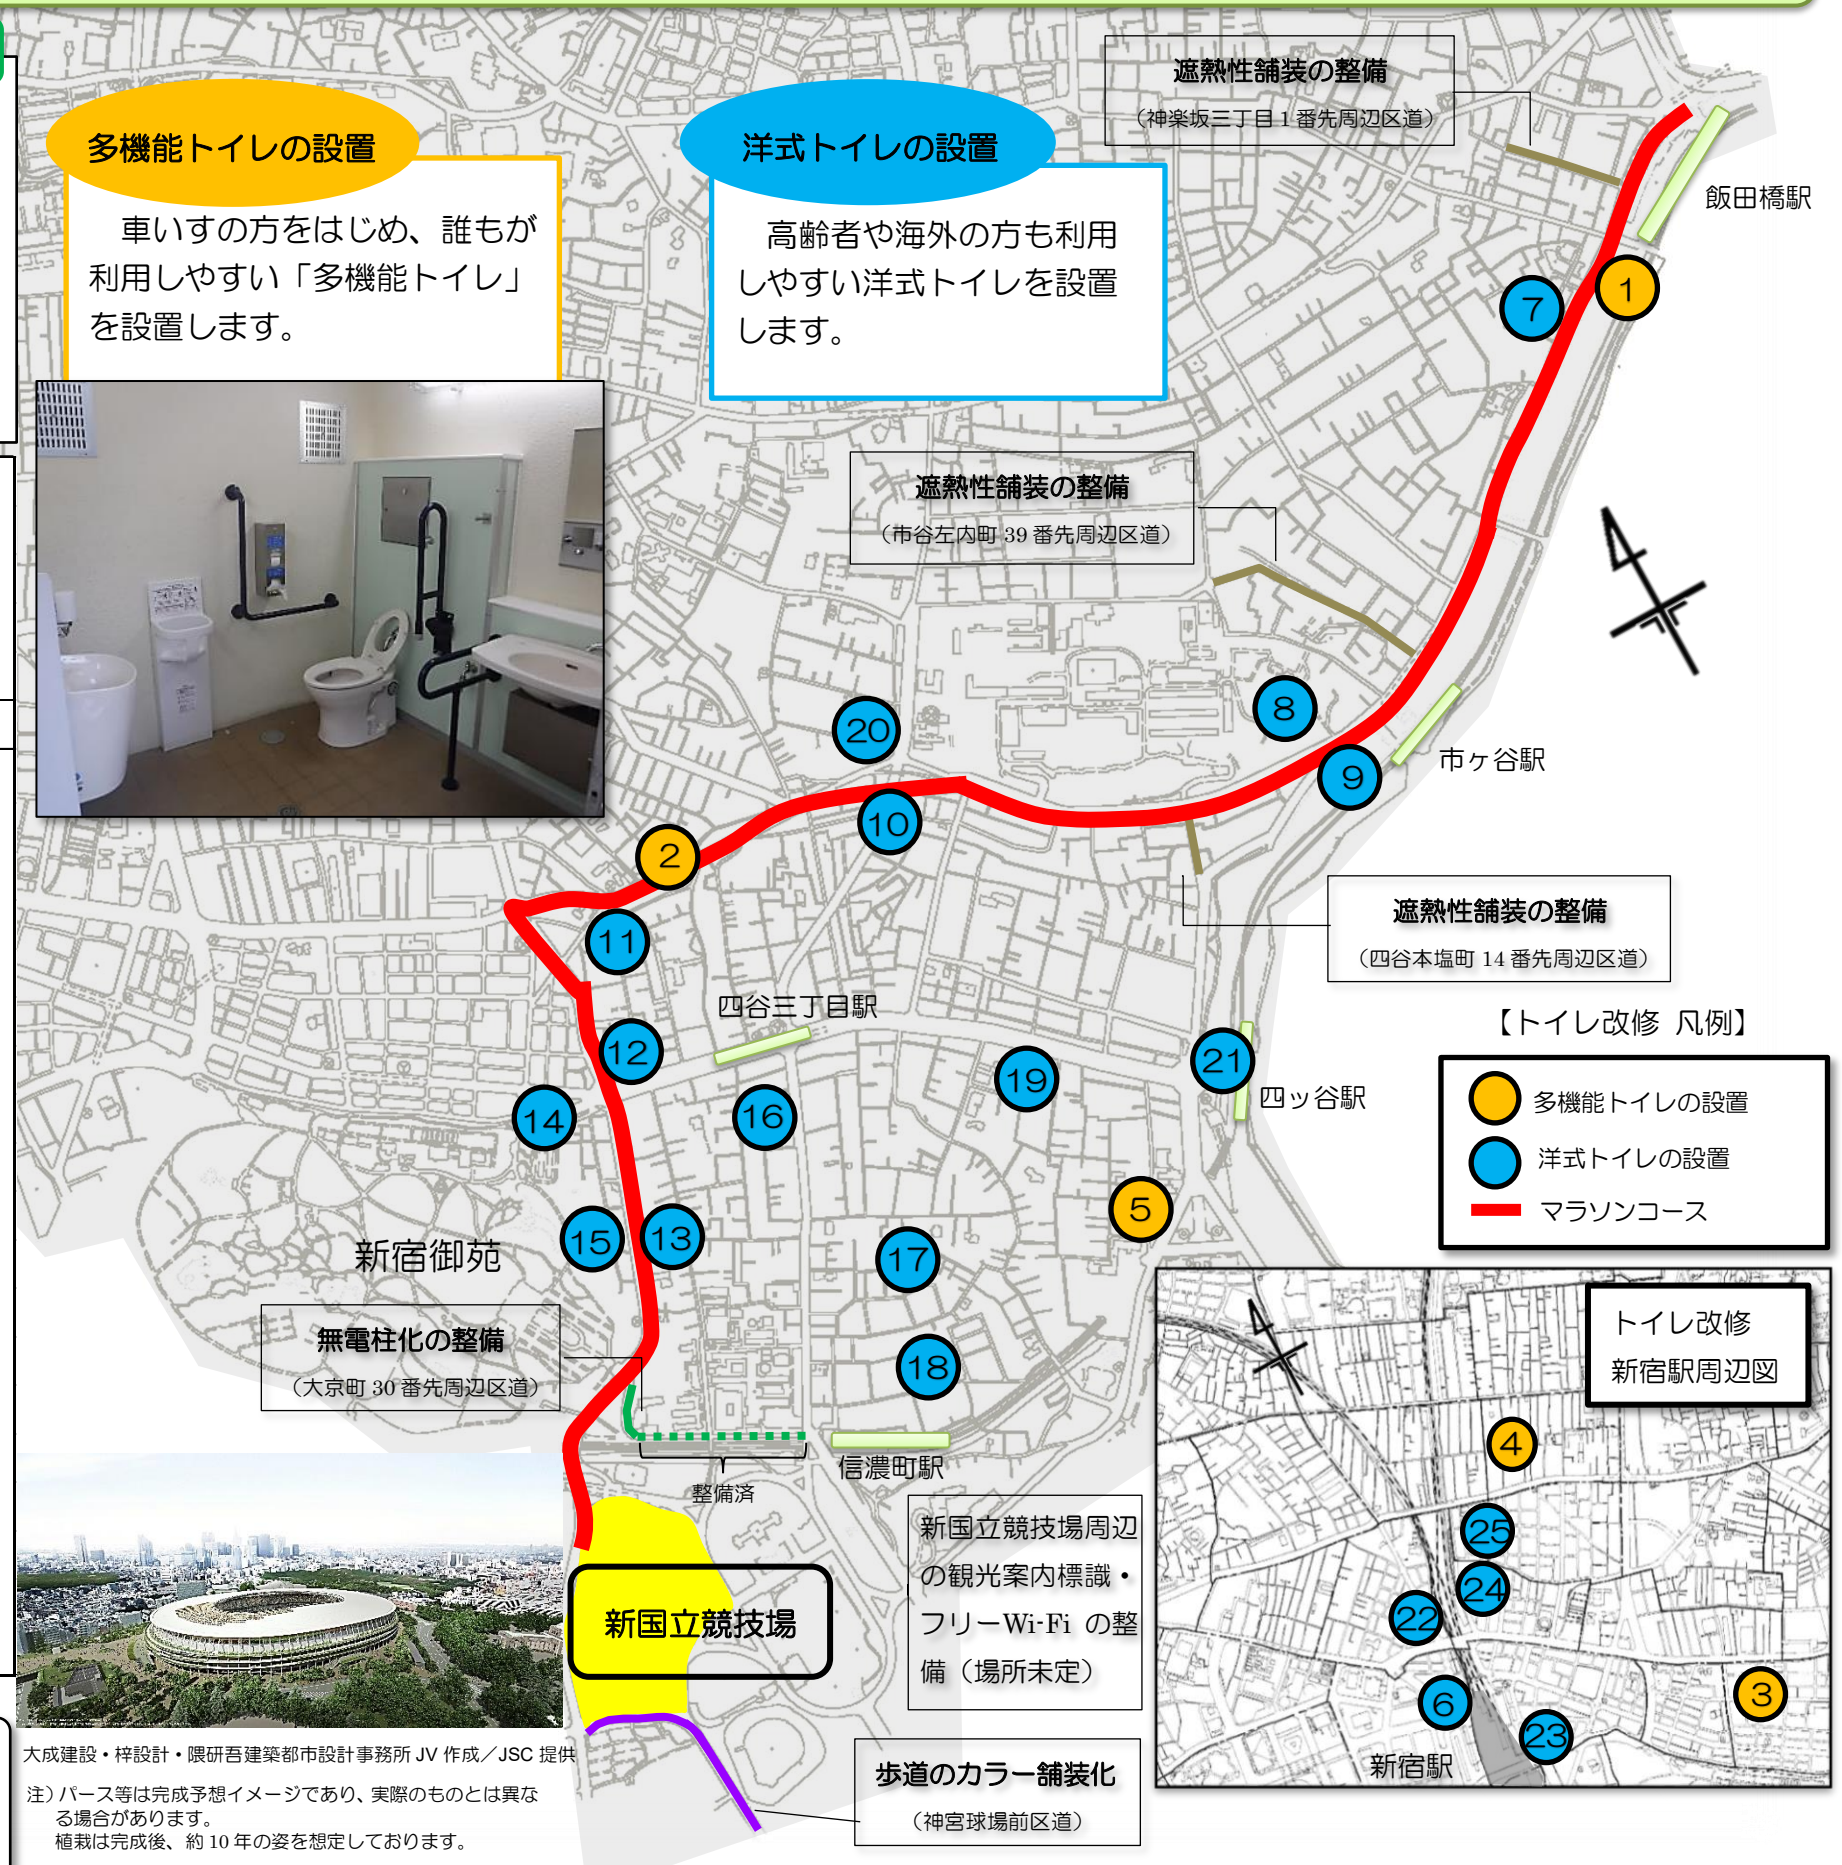 遮熱性舗装の整備
（神楽坂三丁目1番先周辺区道）
多機能トイレの設置
車いすの方をはじめ、誰もが
利用しやすい「多機能トイレ」
を設置します。
洋式トイレの設置
高齢者や海外の方も利用
しやすい洋式トイレを設置
します。
飯田橋駅
1
7
遮熱性舗装の整備
（市谷左内町 39 番先周辺区道）
8
20
市ヶ谷駅
9
10
2
遮熱性舗装の整備
（四谷本塩町 14 番先周辺区道）
11
四谷三丁目駅
12
19
21
四ッ谷駅
14
16
【トイレ改修 凡例】
多機能トイレの設置
洋式トイレの設置
マラソンコース
5
15
13
17
新宿御苑
18
無電柱化の整備
（大京町 30 番先周辺区道）
信濃町駅
整備済
新国立競技場周辺
の観光案内標識・
フリーWi-Fi の整
備（場所未定）
新国立競技場
トイレ改修
新宿駅周辺図
4
25
24
22
6
3
23
新宿駅
歩道のカラー舗装化
（神宮球場前区道）
大成建設・梓設計・隈研吾建築都市設計事務所 JV 作成／JSC 提供
注）パース等は完成予想イメージであり、実際のものとは異な
る場合があります。
植栽は完成後、約 10 年の姿を想定しております。